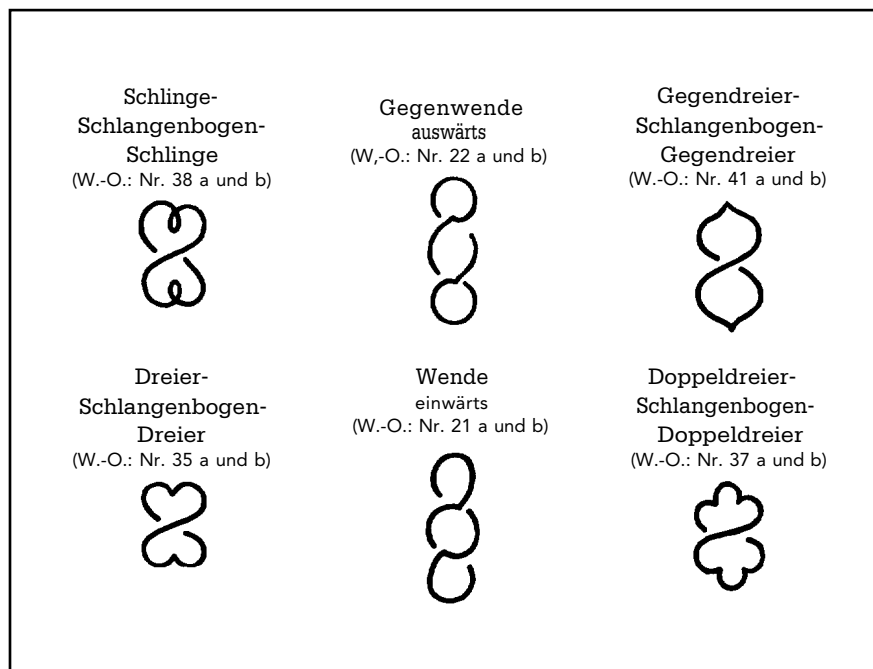 Schlinge-
Schlangenbogen-
Schlinge
(W.-O.: Nr. 38 a und b)
Gegenwende
auswärts
(W,-O.: Nr. 22 a und b)
Gegendreier-
Schlangenbogen-
Gegendreier
(W.-O.: Nr. 41 a und b)
Dreier-
Schlangenbogen-
Dreier
(W.-O.: Nr. 35 a und b)
Wende
einwärts
(W.-O.: Nr. 21 a und b)
Doppeldreier-
Schlangenbogen-
Doppeldreier
(W.-O.: Nr. 37 a und b)